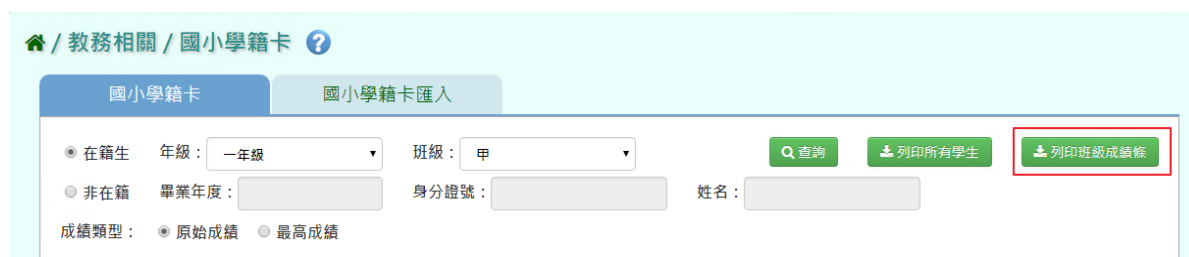 / 教務相關 / 國小學籍卡 ?
國小學籍卡 國小學籍卡匯入
在籍生 年級： 一年級 班級： 甲 查詢 列印所有學生 列印班級成績條
非在籍 畢業年度： 身分證號： 姓名：
成績類型： 原始成績 最高成績